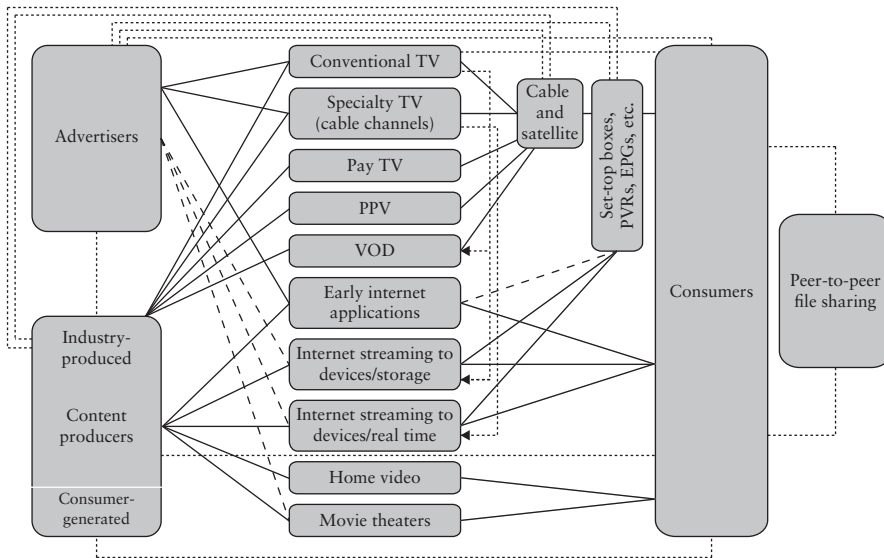 Advertisers
Industry-
produced
Content
producers
Consumer-
generated
Conventional TV
Specialty TV
(cable channels)
Pay TV
PPV
VOD
Early internet
applications
Internet streaming to
devices/storage
Internet streaming to
devices/real time
Home video
Movie theaters
Cable
and
satellite
Set-top boxes,
PVRs, EPGs, etc.
Consumers
Peer-to-peer
file sharing